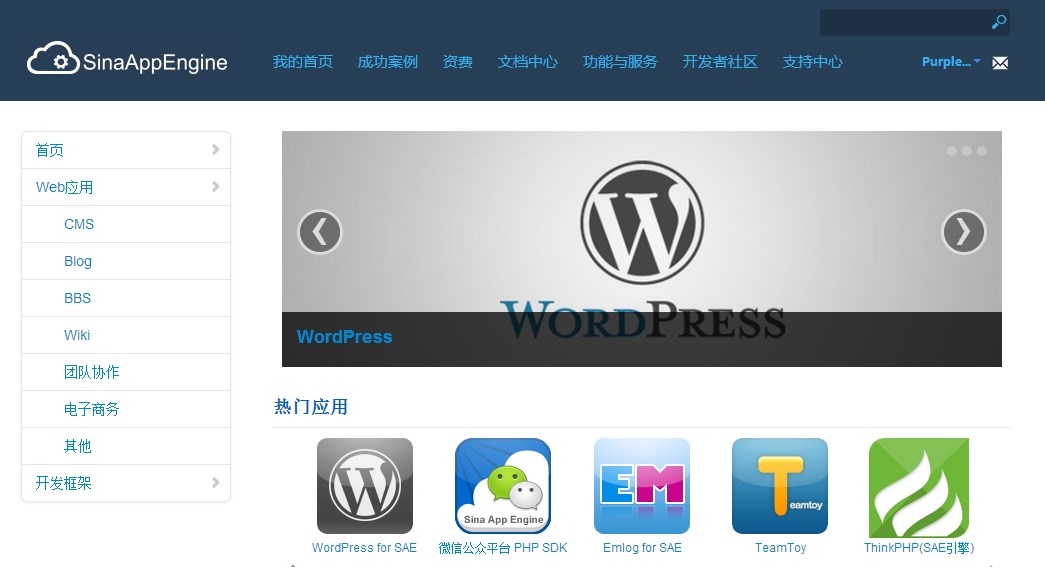 SinaAppEngine
我的首页 成功案例 资费 文档中心 功能与服务 开发者社区 支持中心 Purple...
首页
Web应用
CMS
Blog
BBS
Wiki
团队协作
电子商务
其他
开发框架
W
WORDPRESS
WordPress
热门应用
W
Sina App Engine
EM
Teamtoy
WordPress for SAE
微信公众平台 PHP SDK
Emlog for SAE
TeamToy
ThinkPHP(SAE引擎)